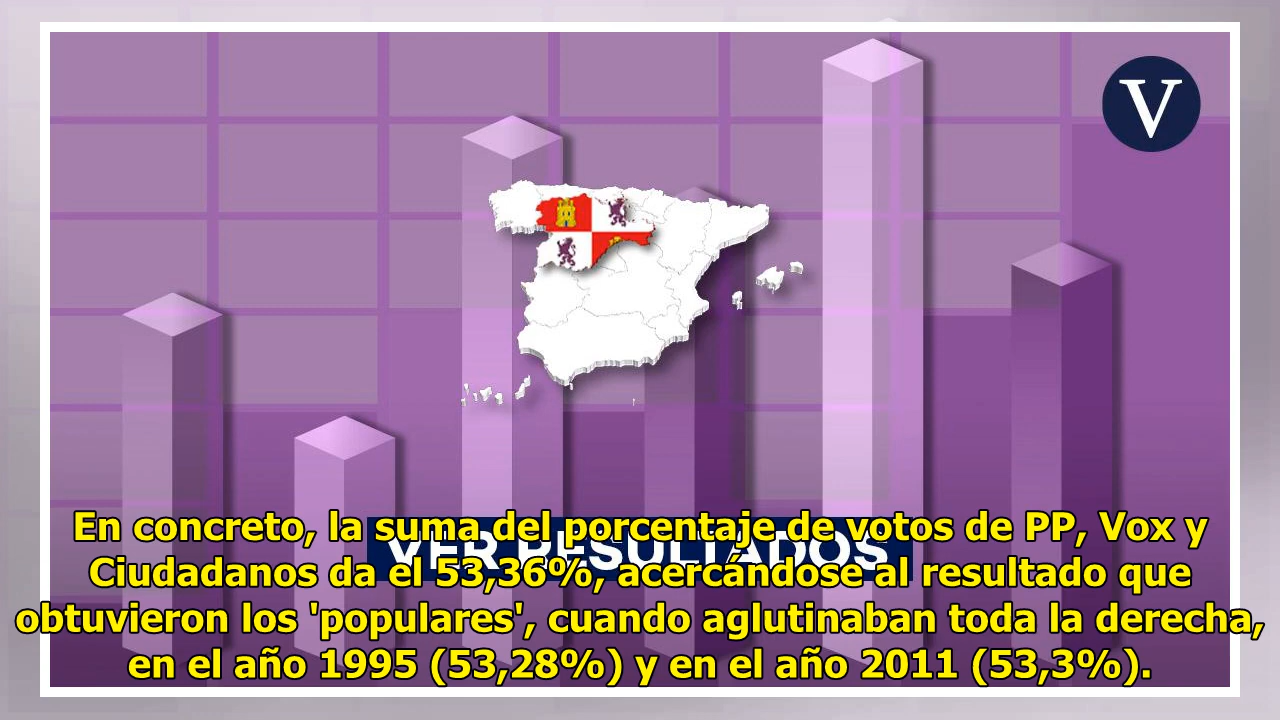 V
En concreto, la suma del porcentaje de votos de PP, Vox y
VER RESULTADOS
Ciudadanos da el 53,36%, acercándose al resultado que
obtuvieron los 'populares', cuando aglutinaban toda la derecha,
en el año 1995 (53,28%) y en el año 2011 (53,3%).